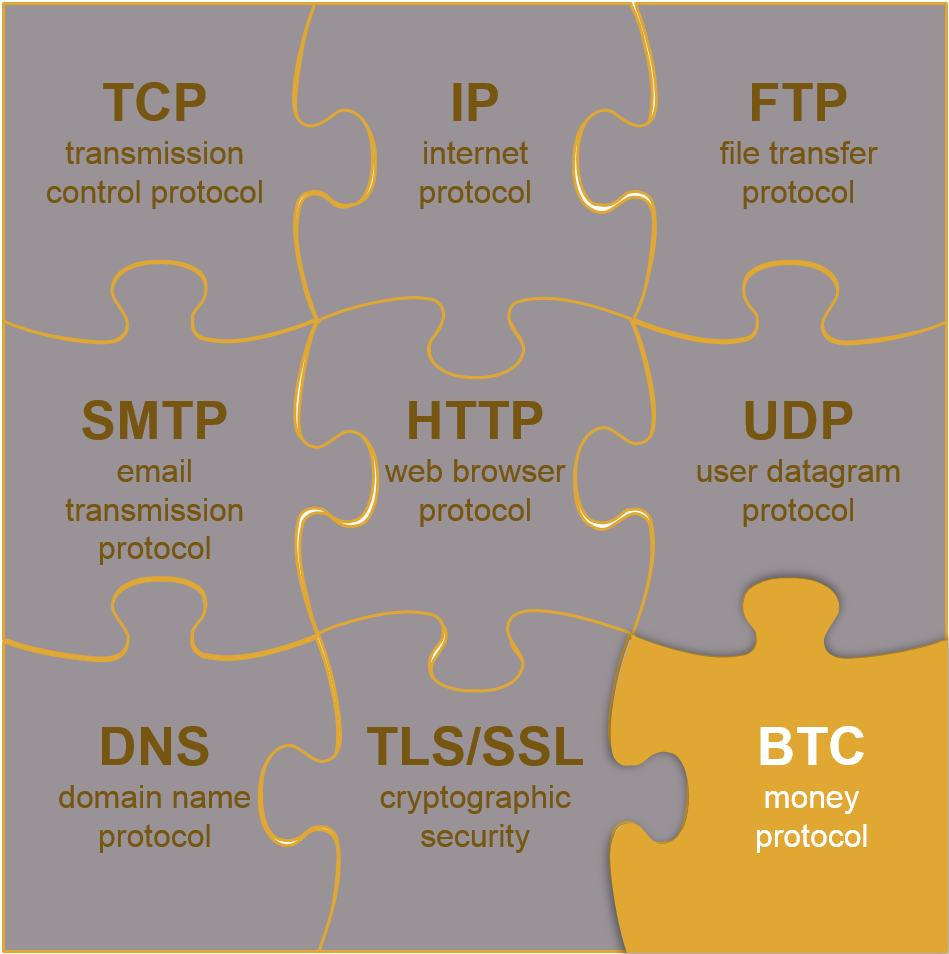 TCP
transmission
control protocol
IP
internet
protocol
FTP
file transfer
protocol
SMTP
email
transmission
protocol
HTTP
web browser
protocol
UDP
user datagram
protocol
DNS
domain name
protocol
TLS/SSL
cryptographic
security
BTC
money
protocol